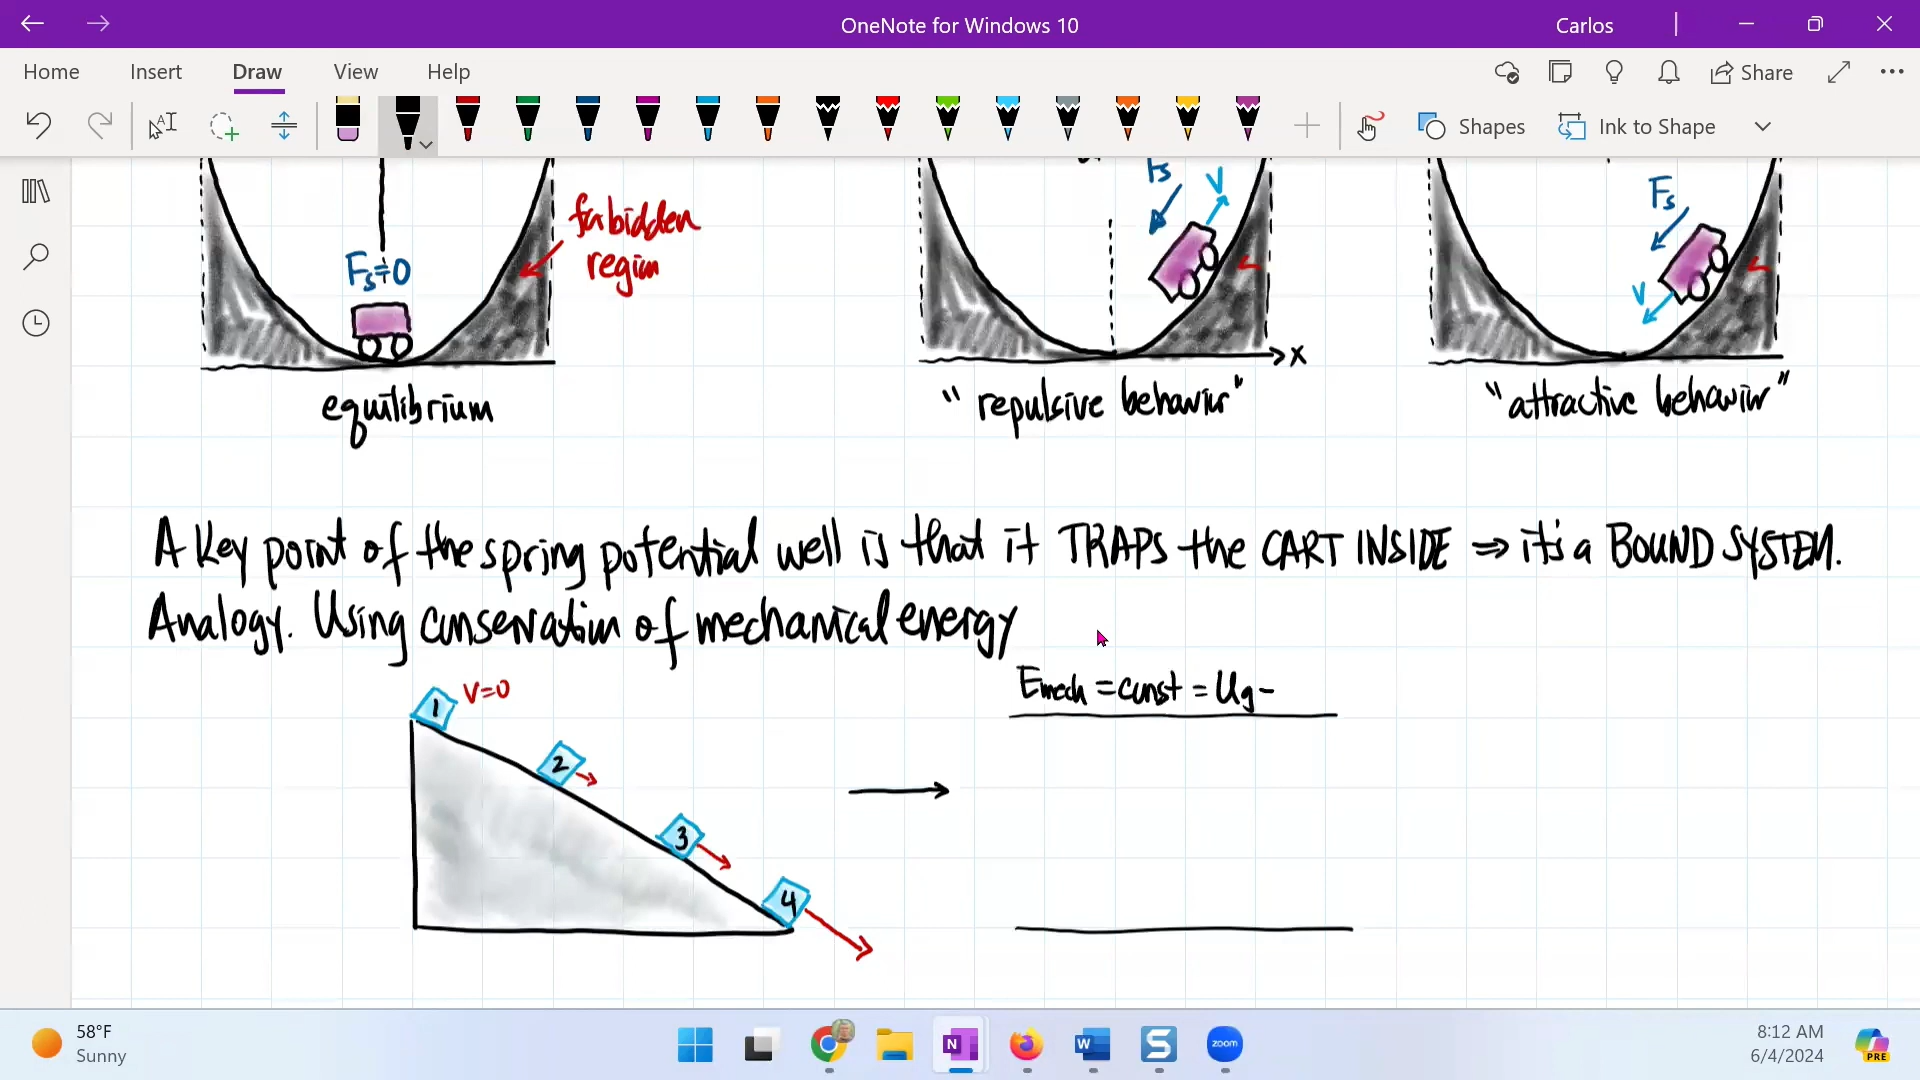 OneNote for Windows 10
Carlos
Home Insert Draw View Help
Share
Shapes
Ink to Shape
Fs=0
forbidden
region
equilibrium
Fs
V
x
"repulsive behavior"
Fs
V
"attractive behavior"
A key point of the spring potential well is that it TRAPS the CART INSIDE ⇒ it's a BOUND SYSTEM.
Analogy. Using conservation of mechanical energy
1 V=0
2
3
4
Emech = const = Ug -
58°F
Sunny
N
W
S
zoom
8:12 AM
6/4/2024
PRE